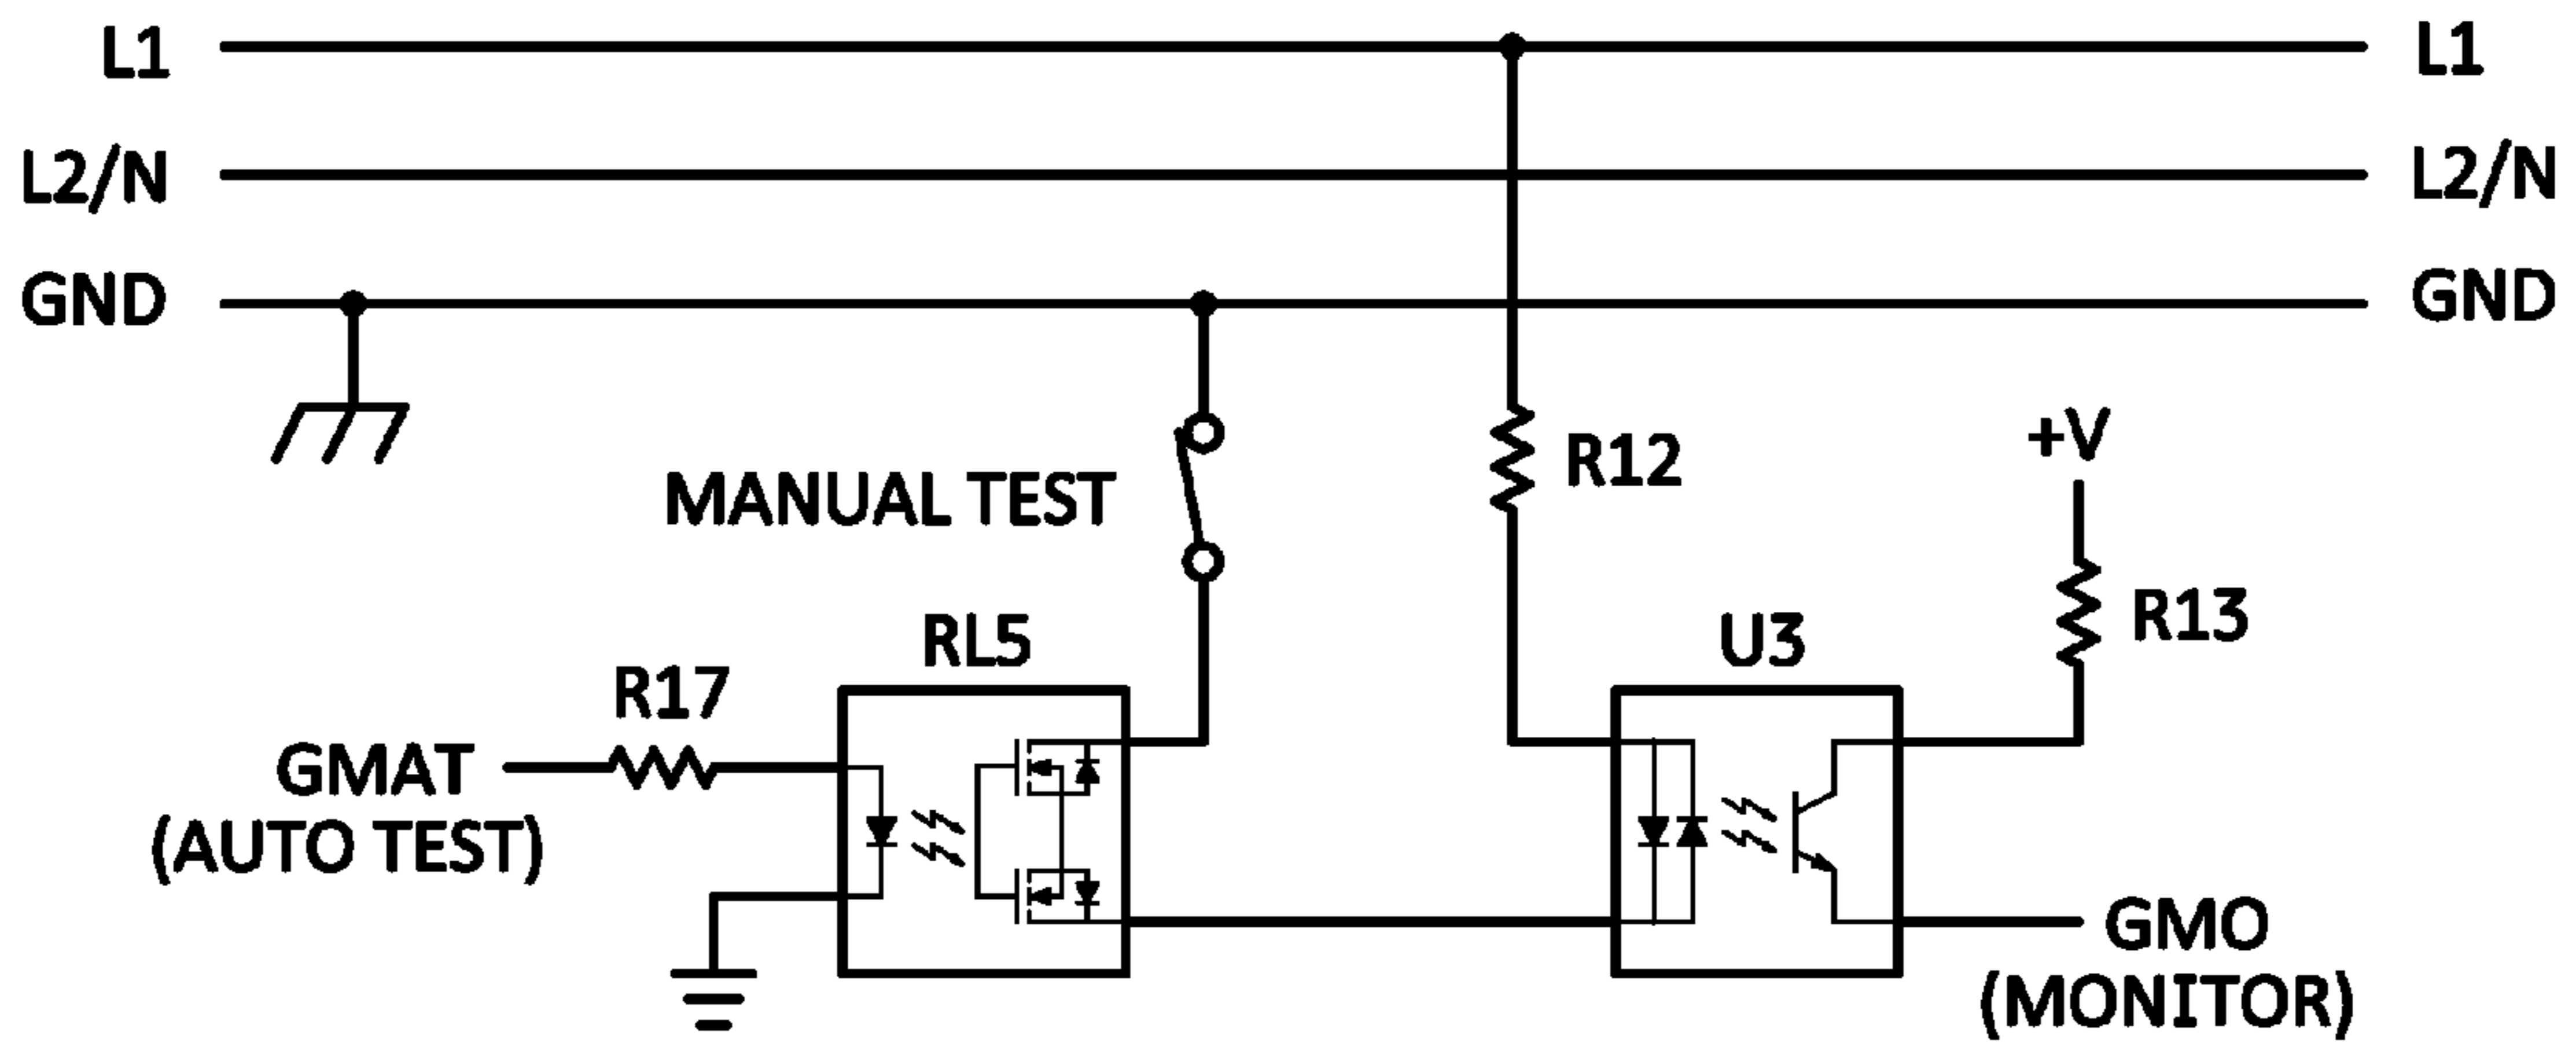 L1
L1
L2/N
L2/N
GND
GND
+V
R12
MANUAL TEST
R13
RL5
U3
R17
GMAT
(AUTO TEST)
GMO
(MONITOR)